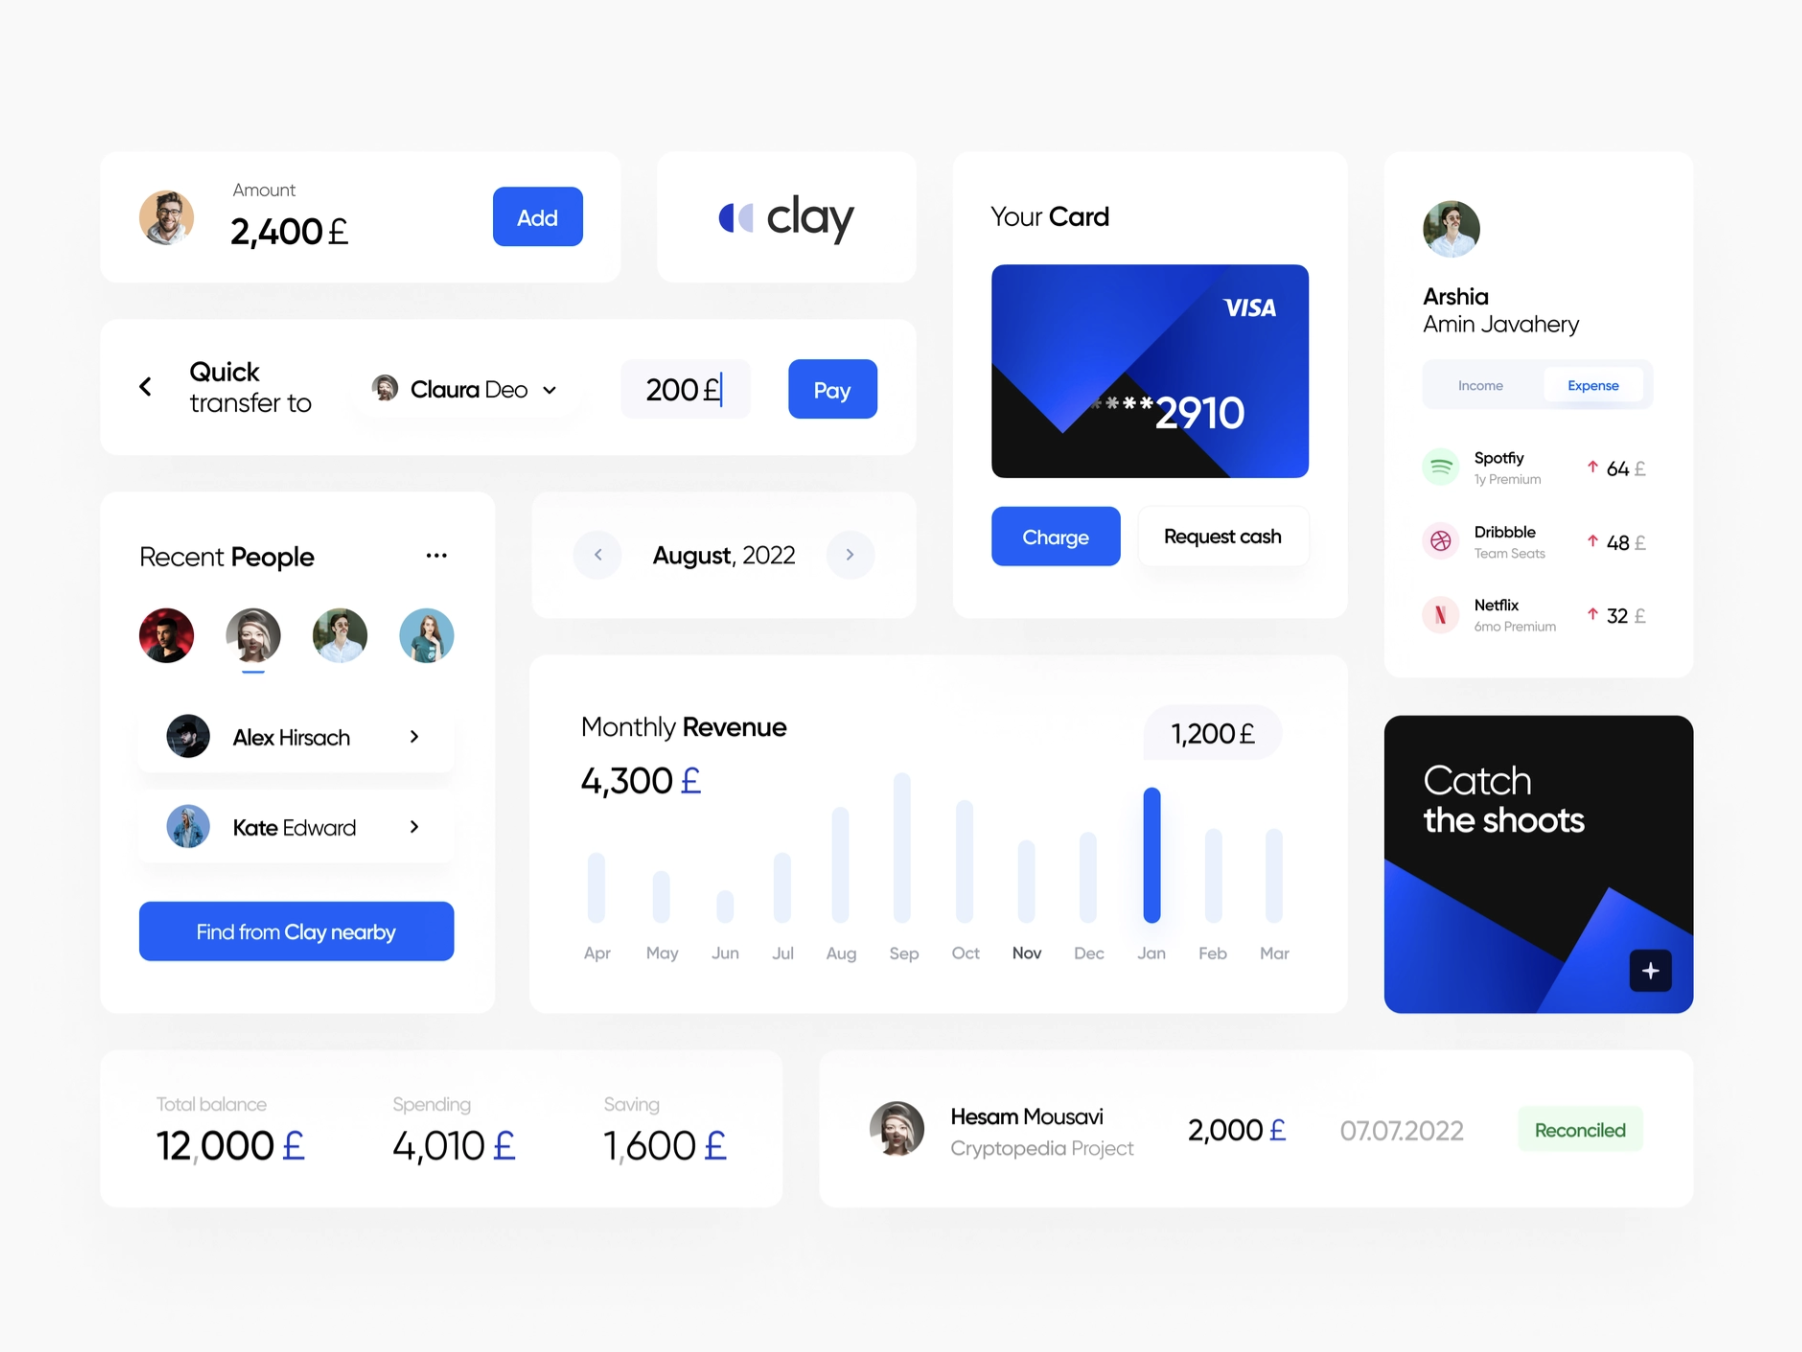 Amount
2,400 £
Add
clay
Quick
transfer to
Claura Deo
200 £
Pay
Your Card
VISA
****2910
Charge
Request cash
Arshia
Amin Javahery
Income
Expense
Spotfiy
1y Premium
64 £
Dribbble
Team Seats
48 £
Netflix
6mo Premium
32 £
Recent People
Alex Hirsach
Kate Edward
Find from Clay nearby
August, 2022
Monthly Revenue
4,300 £
1,200 £
Apr May Jun Jul Aug Sep Oct Nov Dec Jan Feb Mar
Catch
the shoots
Total balance
12,000 £
Spending
4,010 £
Saving
1,600 £
Hesam Mousavi
Cryptopedia Project
2,000 £
07.07.2022
Reconciled